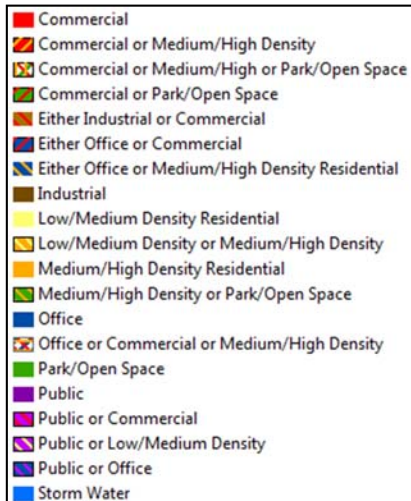 Commercial
Commercial or Medium/High Density
Commercial or Medium/High or Park/Open Space
Commercial or Park/Open Space
Either Industrial or Commercial
Either Office or Commercial
Either Office or Medium/High Density Residential
Industrial
Low/Medium Density Residential
Low/Medium Density or Medium/High Density
Medium/High Density Residential
Medium/High Density or Park/Open Space
Office
Office or Commercial or Medium/High Density
Park/Open Space
Public
Public or Commercial
Public or Low/Medium Density
Public or Office
Storm Water